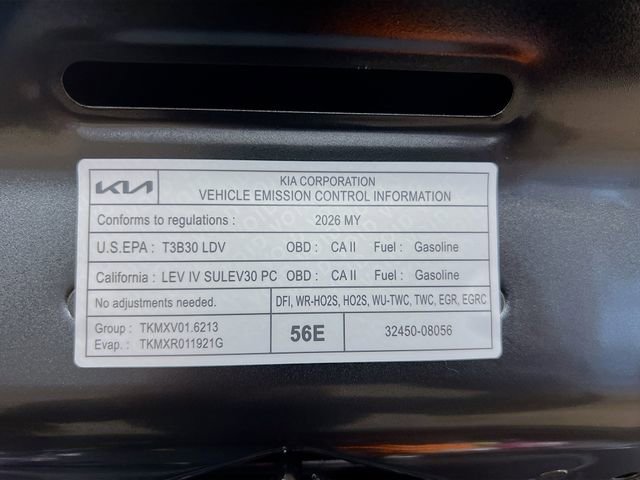 KIA
KIA CORPORATION
VEHICLE EMISSION CONTROL INFORMATION
Conforms to regulations : 2026 MY
U.S.EPA : T3B30 LDV OBD : CA II Fuel : Gasoline
California : LEV IV SULEV30 PC OBD : CA II Fuel : Gasoline
No adjustments needed. DFI, WR-HO2S, HO2S, WU-TWC, TWC, EGR, EGRC
Group : TKMXV01.6213
Evap. : TKMXR011921G
56E
32450-08056